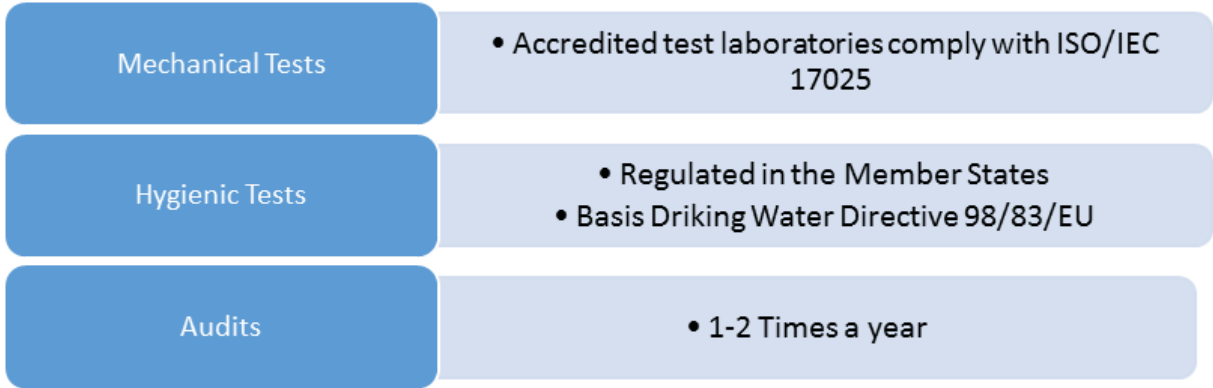 Mechanical Tests
• Accredited test laboratories comply with ISO/IEC
17025
Hygienic Tests
• Regulated in the Member States
• Basis Driking Water Directive 98/83/EU
Audits
• 1-2 Times a year